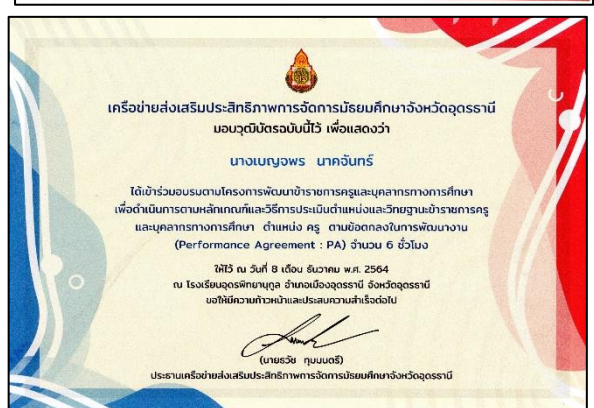 เครือข่ายส่งเสริมประสิทธิภาพการจัดการมัธยมศึกษาจังหวัดอุดรธานี
มอบวุฒิบัตรฉบับนี้ไว้ เพื่อแสดงว่า
นางเบญจพร นาคจันทร์
ได้เข้าร่วมอบรมตามโครงการพัฒนาข้าราชการครูและบุคลากรทางการศึกษา
เพื่อดำเนินการตามหลักเกณฑ์และวิธีการประเมินตำแหน่งและวิทยฐานะข้าราชการครู
และบุคลากรทางการศึกษา ตำแหน่ง ครู ตามข้อตกลงในการพัฒนางาน
(Performance Agreement : PA) จำนวน 6 ชั่วโมง
ให้ไว้ ณ วันที่ 8 เดือน ธันวาคม พ.ศ. 2564
ณ โรงเรียนอุดรพิทยานุกูล อำเภอเมืองอุดรธานี จังหวัดอุดรธานี
ขอให้มีความก้าวหน้าและประสบความสำเร็จต่อไป
(นายธวัช ทุมมนตรี)
ประธานเครือข่ายส่งเสริมประสิทธิภาพการจัดการมัธยมศึกษาจังหวัดอุดรธานี